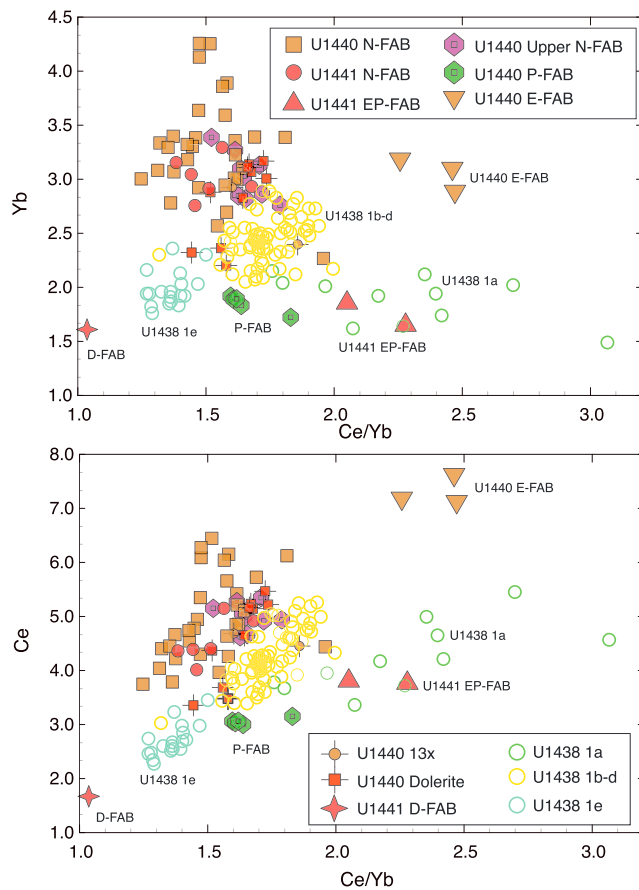 4.5
4.0
3.5
3.0
2.5
2.0
1.5
1.0
Yb
U1440 N-FAB
U1441 N-FAB
U1441 EP-FAB
U1440 Upper N-FAB
U1440 P-FAB
U1440 E-FAB
U1440 E-FAB
U1438 1b-d
U1438 1a
U1438 1e
P-FAB
U1441 EP-FAB
D-FAB
1.0 1.5 2.0 2.5 3.0
Ce/Yb
8.0
7.0
6.0
5.0
4.0
3.0
2.0
1.0
Ce
U1440 E-FAB
U1438 1a
U1441 EP-FAB
P-FAB
U1438 1e
D-FAB
U1440 13x
U1440 Dolerite
U1441 D-FAB
U1438 1a
U1438 1b-d
U1438 1e
1.0 1.5 2.0 2.5 3.0
Ce/Yb